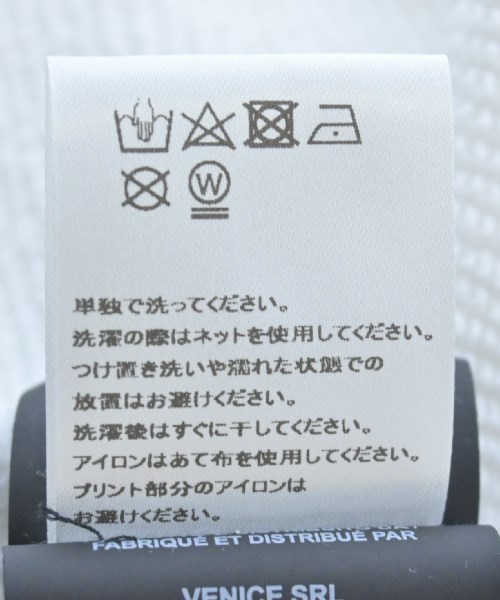 W
単独で洗ってください。
洗濯の際はネットを使用してください。
つけ置き洗いや濡れた状態での
放置はお避けください。
洗濯後はすぐに干してください。
アイロンはあて布を使用してください。
プリント部分のアイロンは
お避けください。
FABRIQUÉ ET DISTRIBUÉ PAR
VENICE SRL